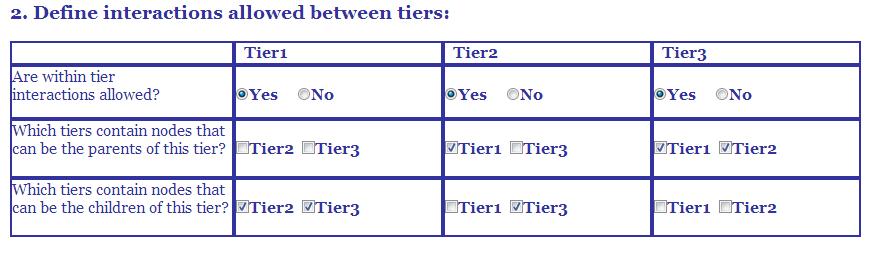 2. Define interactions allowed between tiers:
Tier1 Tier2 Tier3
Are within tier
interactions allowed? Yes No Yes No Yes No
Which tiers contain nodes that
can be the parents of this tier? Tier2 Tier3 Tier1 Tier3 Tier1 Tier2
Which tiers contain nodes that
can be the children of this tier? Tier2 Tier3 Tier1 Tier3 Tier1 Tier2